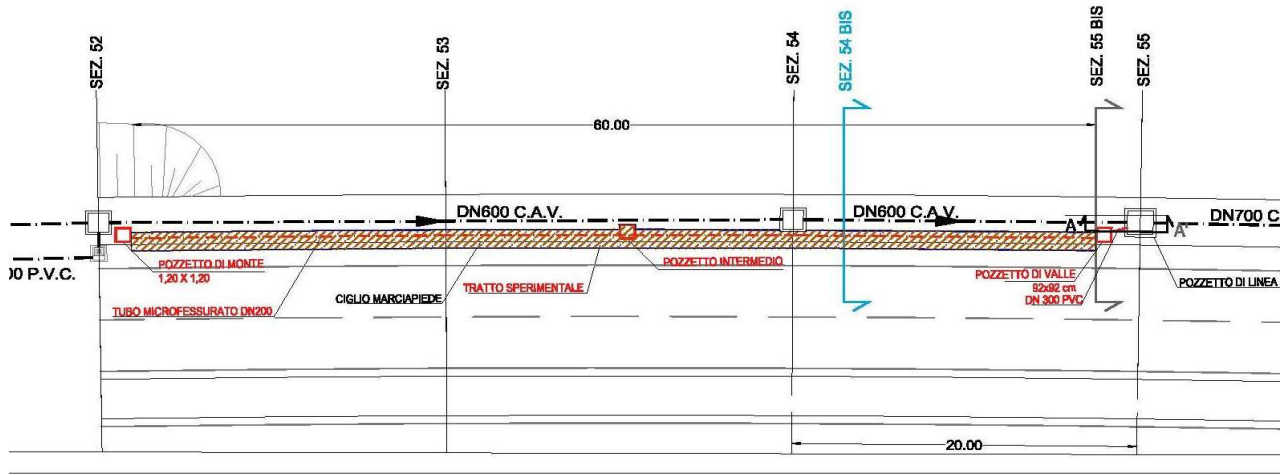 SEZ. 52
SEZ. 53
SEZ. 54
SEZ. 54 BIS
SEZ. 55 BIS
SEZ. 55
60.00
DN600 C.A.V.
DN600 C.A.V.
DN700 C
A
A
00 P.V.C.
POZZETTO DI MONTE
1,20 X 1,20
TUBO MICROFESSURATO DN200
CIGLIO MARCIAPIEDE
TRATTO SPERIMENTALE
POZZETTO INTERMEDIO
POZZETTO DI VALLE
92x92 cm
DN 300 PVC
POZZETTO DI LINEA
20.00